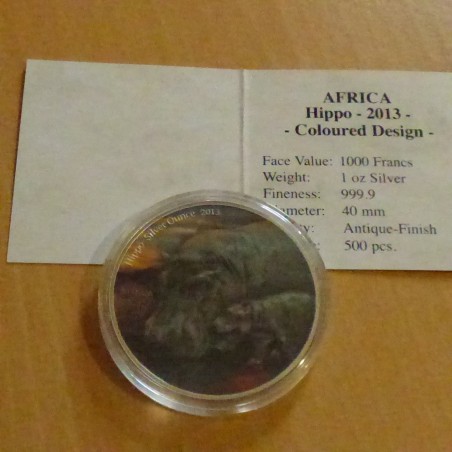 AFRICA
Hippo - 2013 -
- Coloured Design -
Face Value: 1000 Francs
Weight: 1 oz Silver
Fineness: 999.9
ameter: 40 mm
y: Antique-Finish
: 500 pcs.
Hippo Silver Ounce 2013